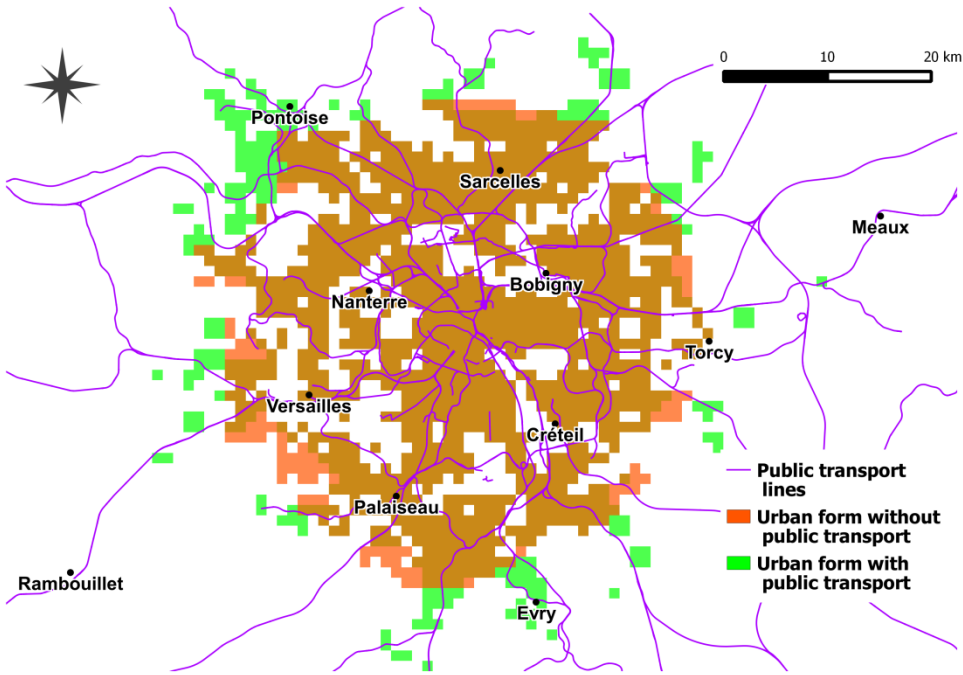 0 10 20 km
Pontoise
Sarcelles
Meaux
Bobigny
Nanterre
Torcy
Versailles
Créteil
Public transport
lines
Palaiseau
Urban form without
public transport
Urban form with
public transport
Rambouillet
Evry